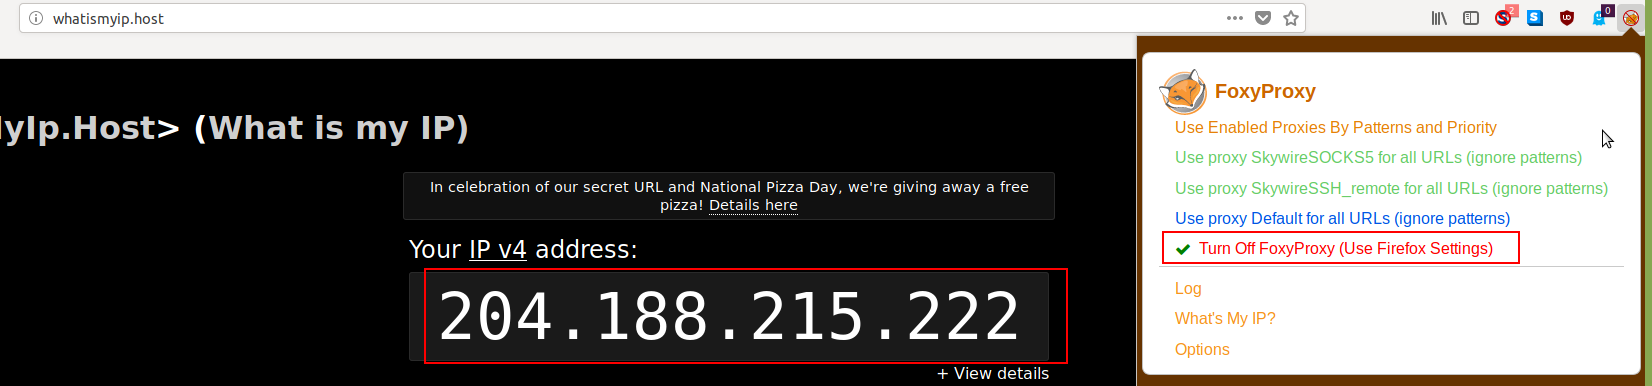 whatismyip.host
2
0
FoxyProxy
Use Enabled Proxies By Patterns and Priority
Use proxy SkywireSOCKS5 for all URLs (ignore patterns)
Use proxy SkywireSSH_remote for all URLs (ignore patterns)
Use proxy Default for all URLs (ignore patterns)
Turn Off FoxyProxy (Use Firefox Settings)
Log
What's My IP?
Options
yIp.Host> (What is my IP)
In celebration of our secret URL and National Pizza Day, we're giving away a free
pizza! Details here
Your IP v4 address:
204.188.215.222
+ View details